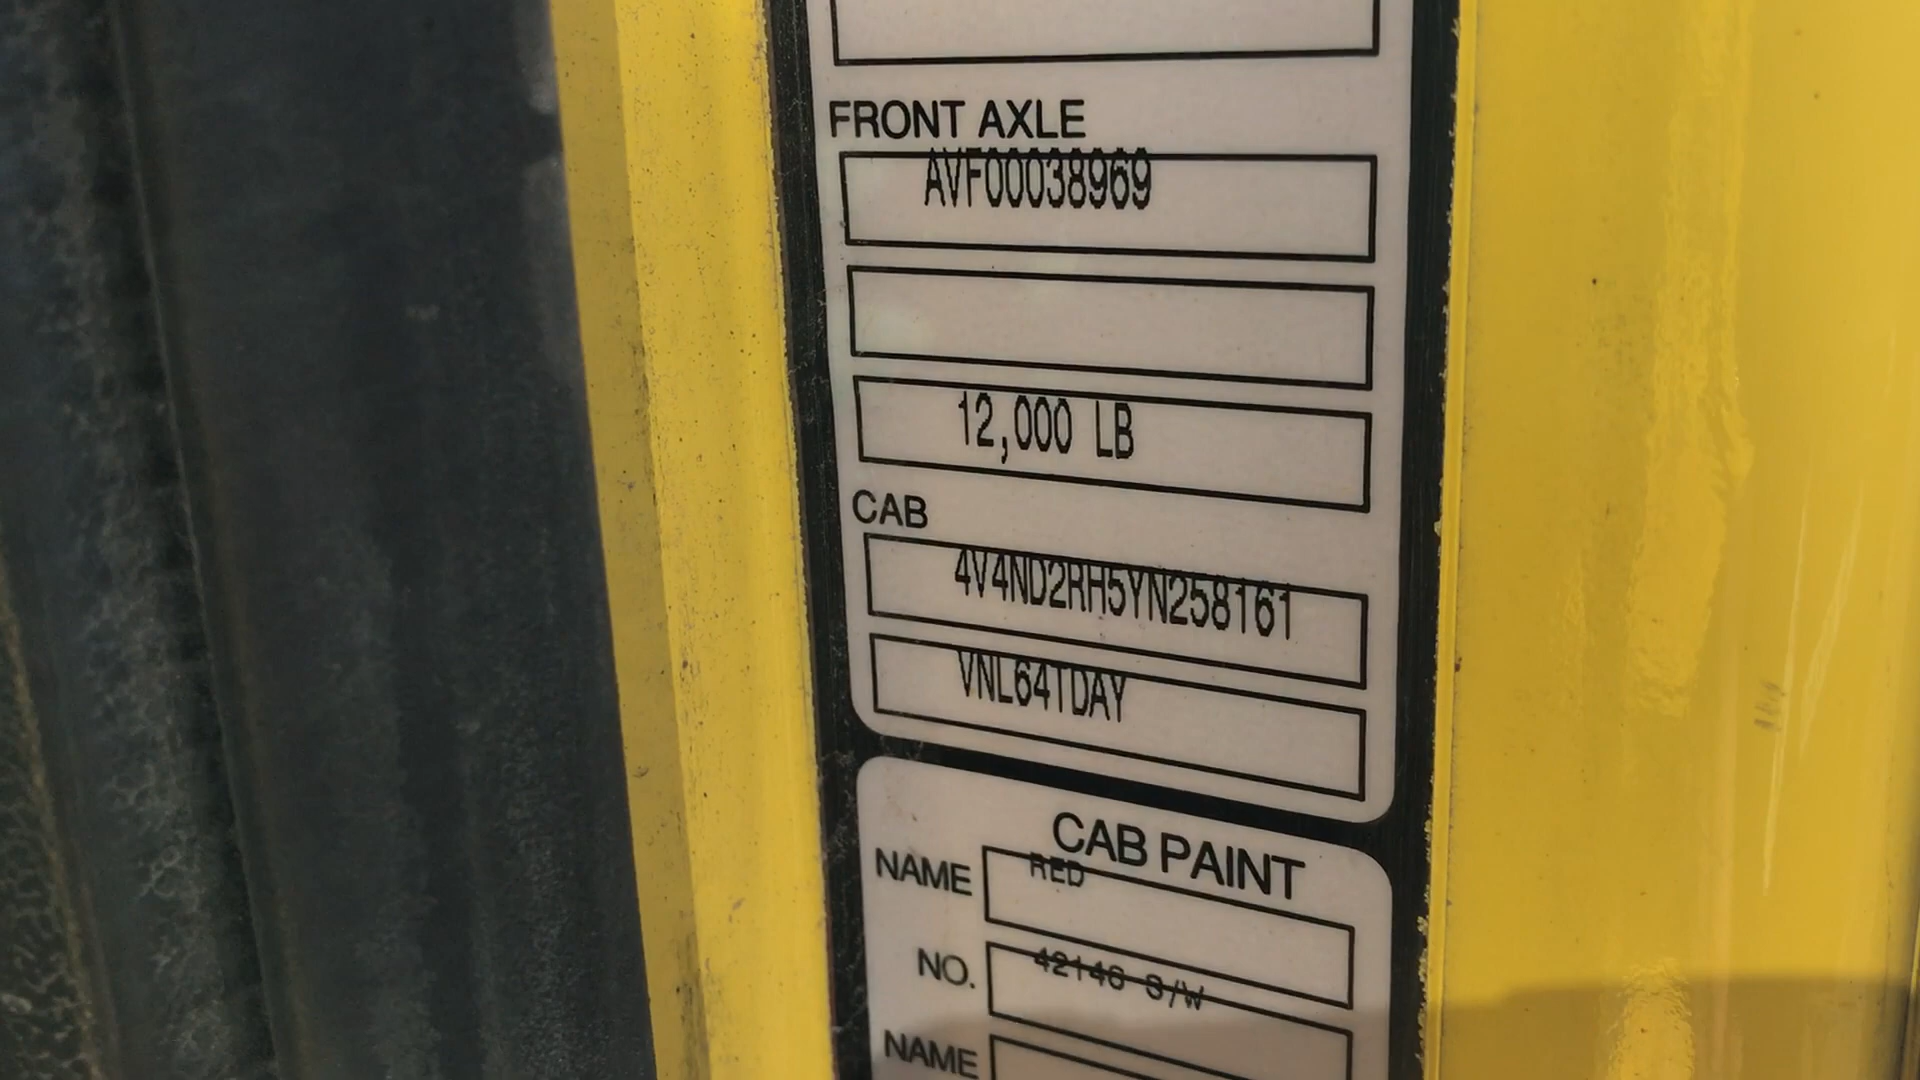 FRONT AXLE
AVF00038969
12,000 LB
CAB
4V4ND2RH5YN258161
VNL64TDAY
CAB PAINT
NAME RED
NO. 42146 S/W
NAME